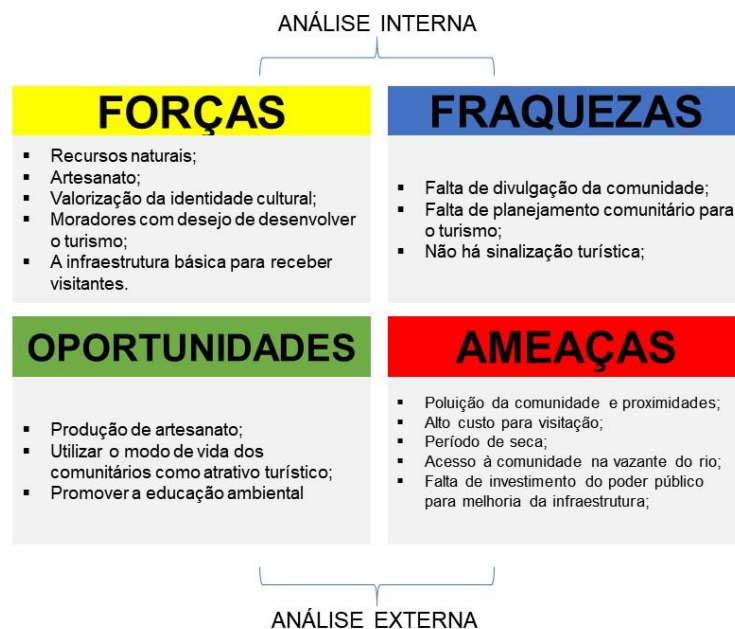 ANÁLISE INTERNA
FORÇAS
▪ Recursos naturais;
▪ Artesanato;
▪ Valorização da identidade cultural;
▪ Moradores com desejo de desenvolver
o turismo;
▪ A infraestrutura básica para receber
visitantes.
FRAQUEZAS
▪ Falta de divulgação da comunidade;
▪ Falta de planejamento comunitário para
o turismo;
▪ Não há sinalização turística;
OPORTUNIDADES
▪ Produção de artesanato;
▪ Utilizar o modo de vida dos
comunitários como atrativo turístico;
▪ Promover a educação ambiental
AMEAÇAS
▪ Poluição da comunidade e proximidades;
▪ Alto custo para visitação;
▪ Período de seca;
▪ Acesso à comunidade na vazante do rio;
▪ Falta de investimento do poder público
para melhoria da infraestrutura;
ANÁLISE EXTERNA